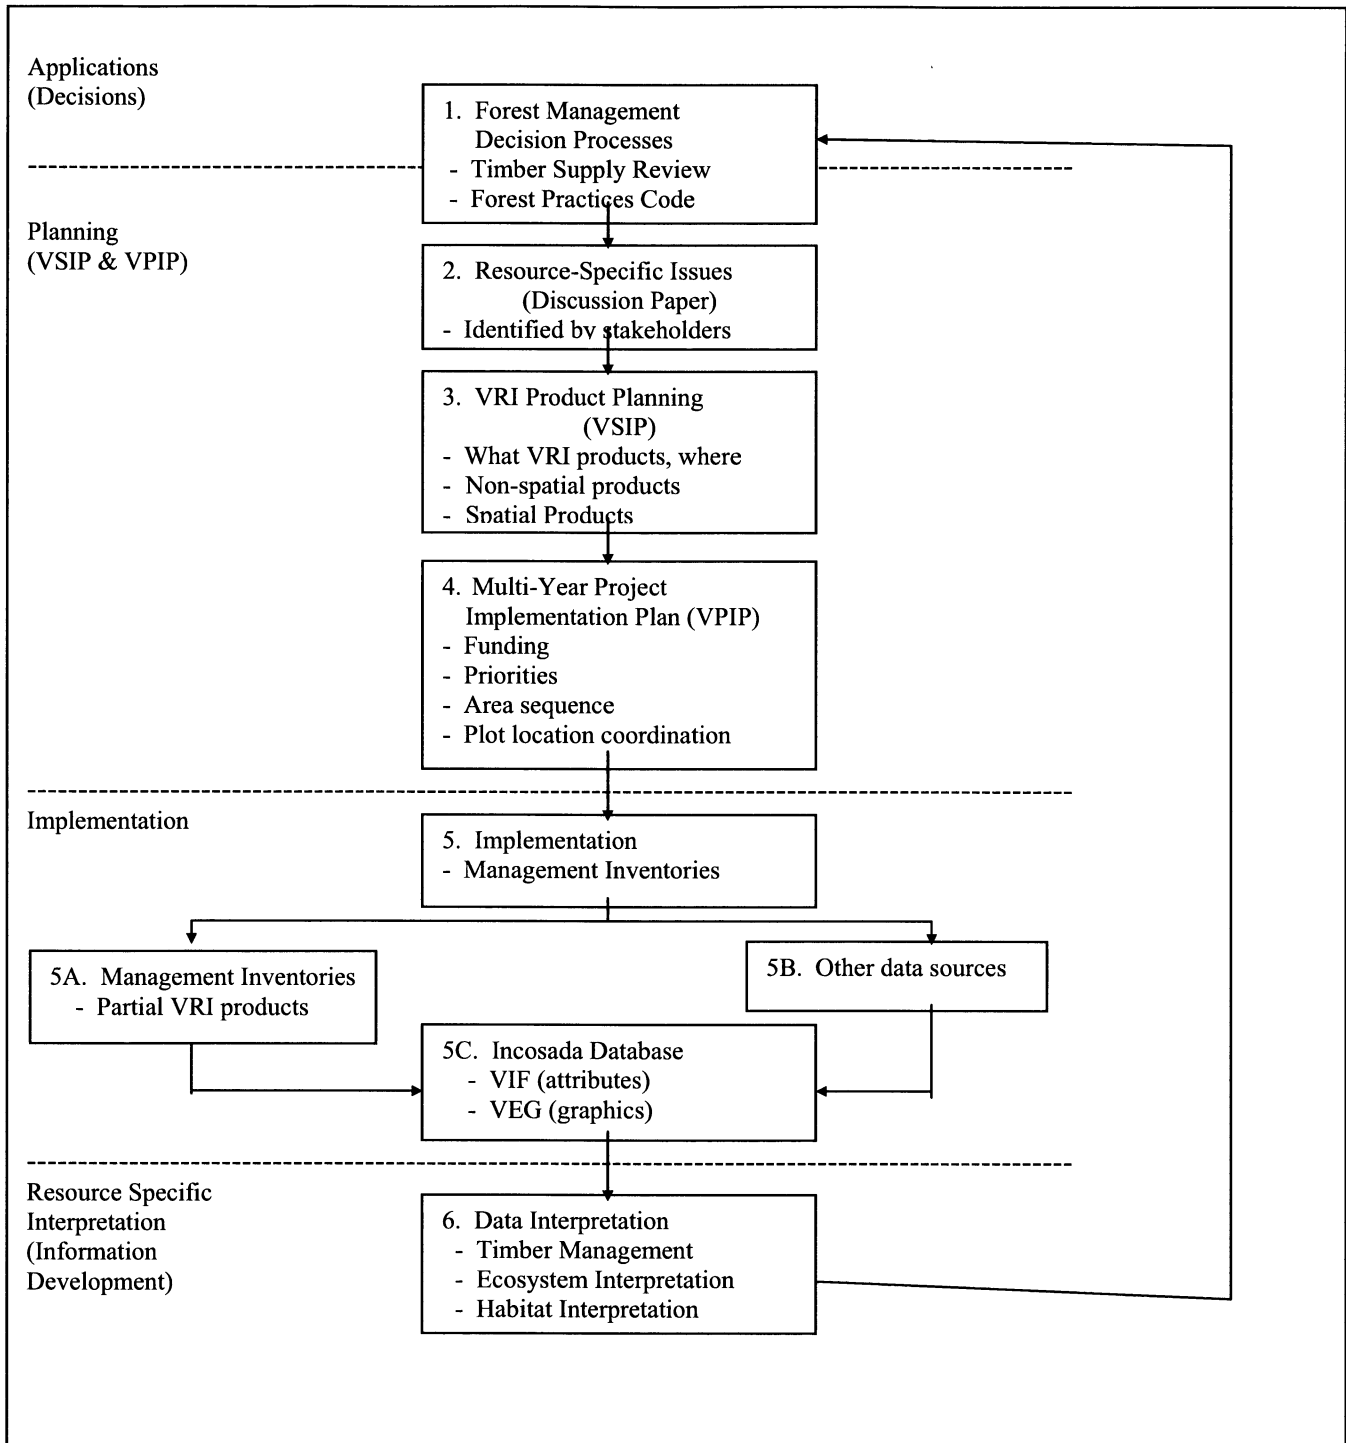 Applications
(Decisions)
1. Forest Management
Decision Processes
- Timber Supply Review
- Forest Practices Code
Planning
(VSIP & VPIP)
2. Resource-Specific Issues
(Discussion Paper)
- Identified by stakeholders
3. VRI Product Planning
(VSIP)
- What VRI products, where
- Non-spatial products
- Spatial Products
4. Multi-Year Project
Implementation Plan (VPIP)
- Funding
- Priorities
- Area sequence
- Plot location coordination
Implementation
5. Implementation
- Management Inventories
5A. Management Inventories
- Partial VRI products
5B. Other data sources
5C. Incosada Database
- VIF (attributes)
- VEG (graphics)
Resource Specific
Interpretation
(Information
Development)
6. Data Interpretation
- Timber Management
- Ecosystem Interpretation
- Habitat Interpretation